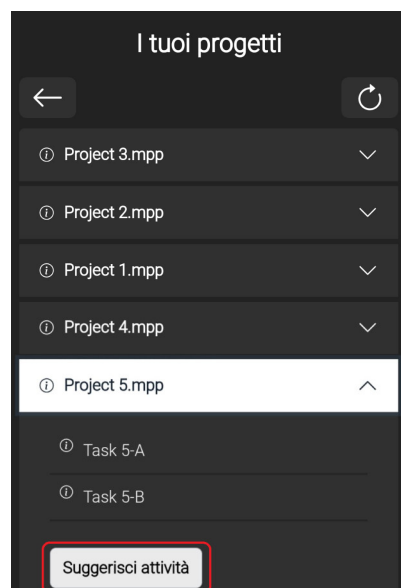 I tuoi progetti
Project 3.mpp
Project 2.mpp
Project 1.mpp
Project 4.mpp
Project 5.mpp
Task 5-A
Task 5-B
Suggerisci attività